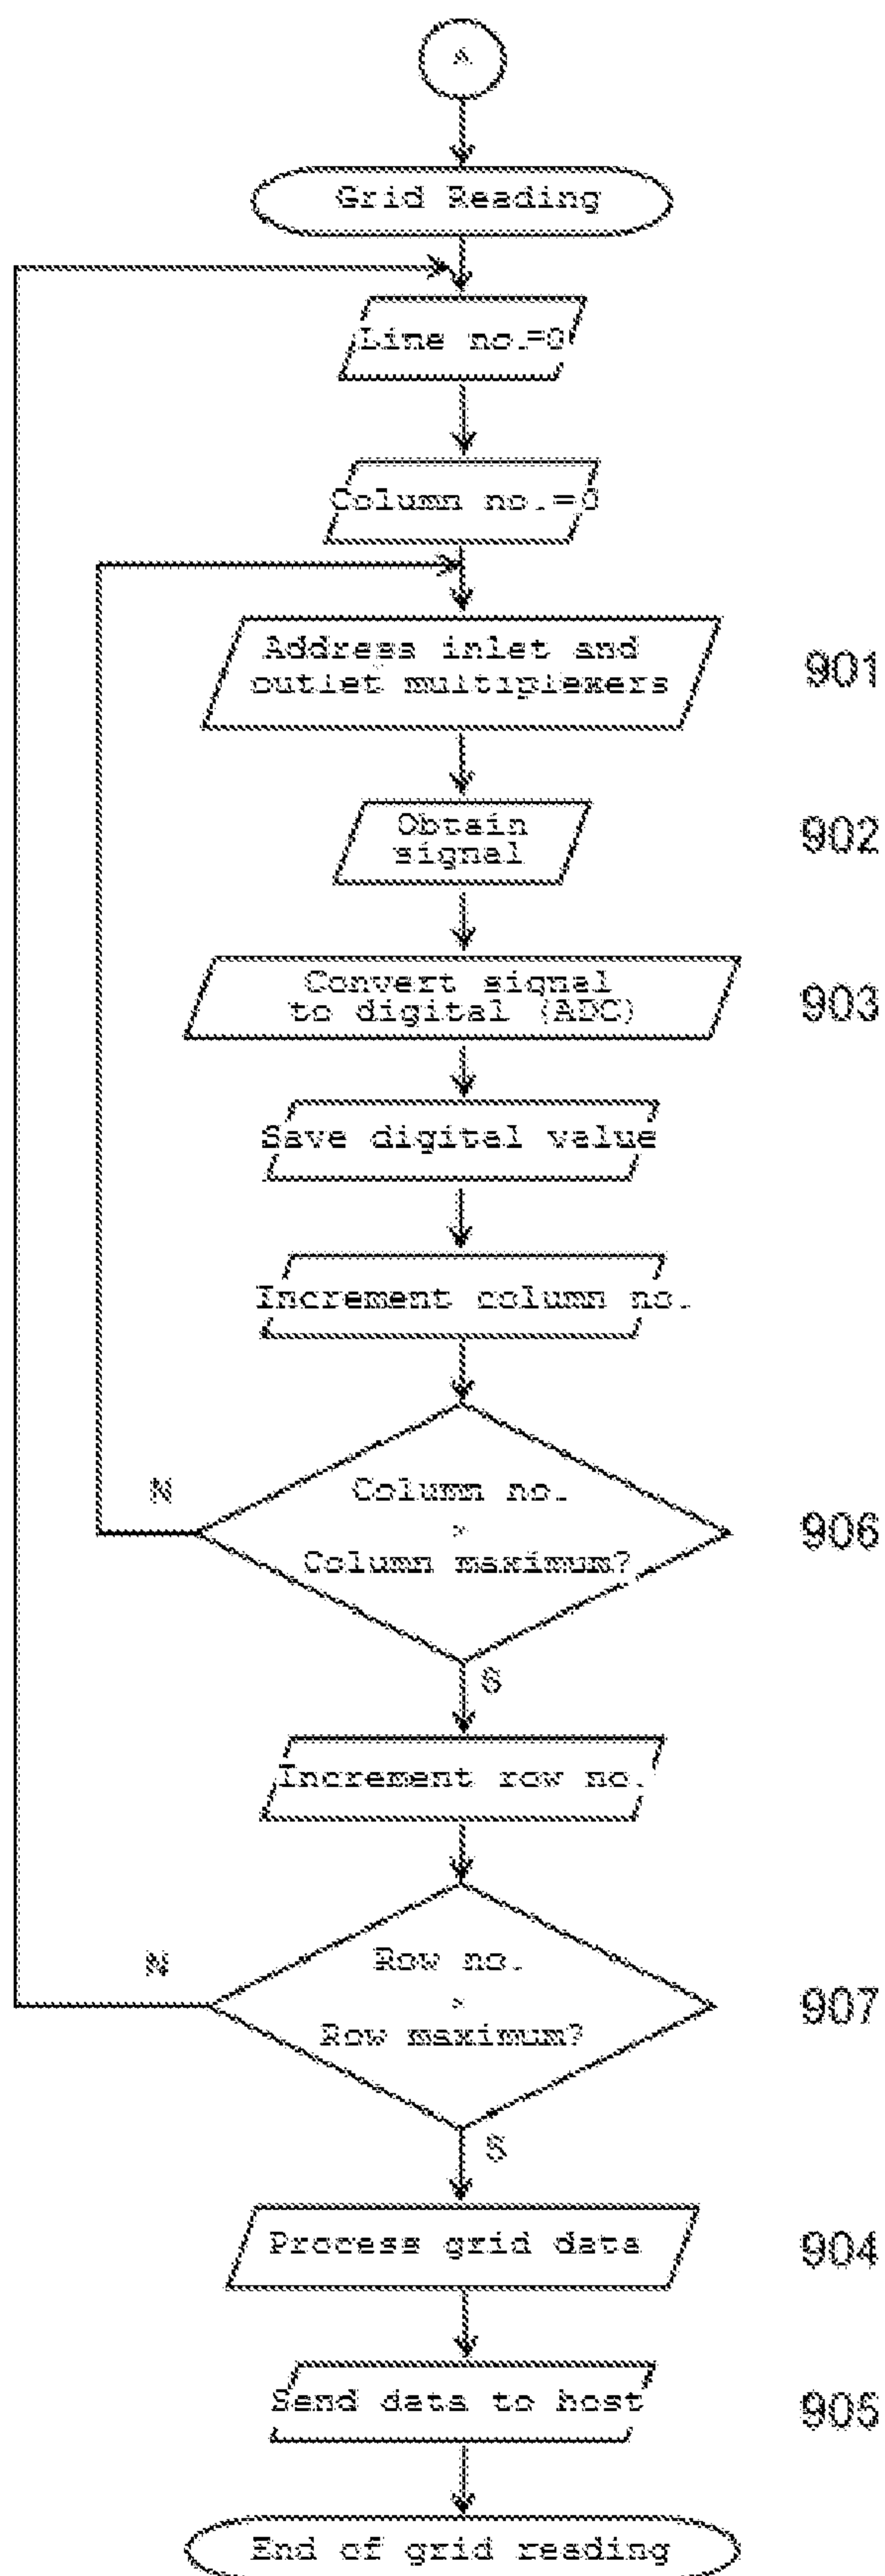 A
Grid Reading
Line no.=0
Column no.=0
Address inlet and
outlet multiplexers
901
Obtain
signal
902
Convert signal
to digital (ADC)
903
Save digital value
Increment column no.
N
Column no.
>
Column maximum?
906
S
Increment row no.
N
Row no.
>
Row maximum?
907
S
Process grid data
904
Send data to host
905
End of grid reading